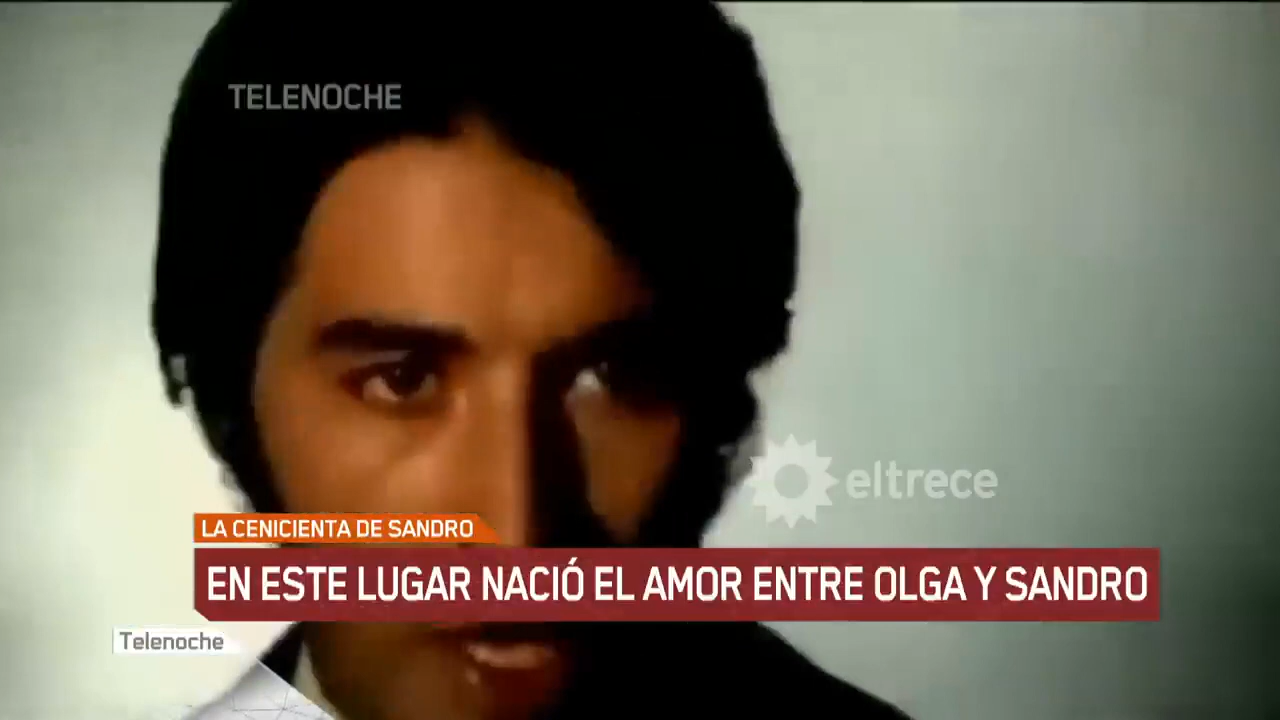 TELENOCHE
eltrece
LA CENICIENTA DE SANDRO
EN ESTE LUGAR NACIÓ EL AMOR ENTRE OLGA Y SANDRO
Telenoche